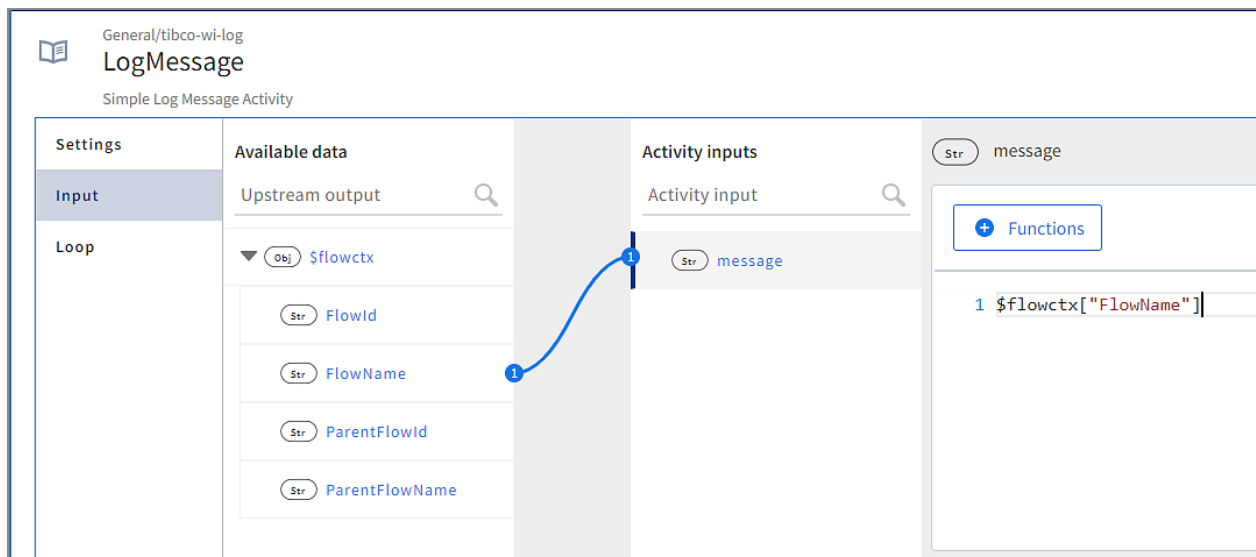 General/tibco-wi-log
LogMessage
Simple Log Message Activity
Settings
Input
Loop
Available data
Upstream output
Obj $flowctx
Str FlowId
Str FlowName 1
Str ParentFlowId
Str ParentFlowName
Activity inputs
Activity input
1 Str message
Str message
Functions
1 $flowctx["FlowName"]